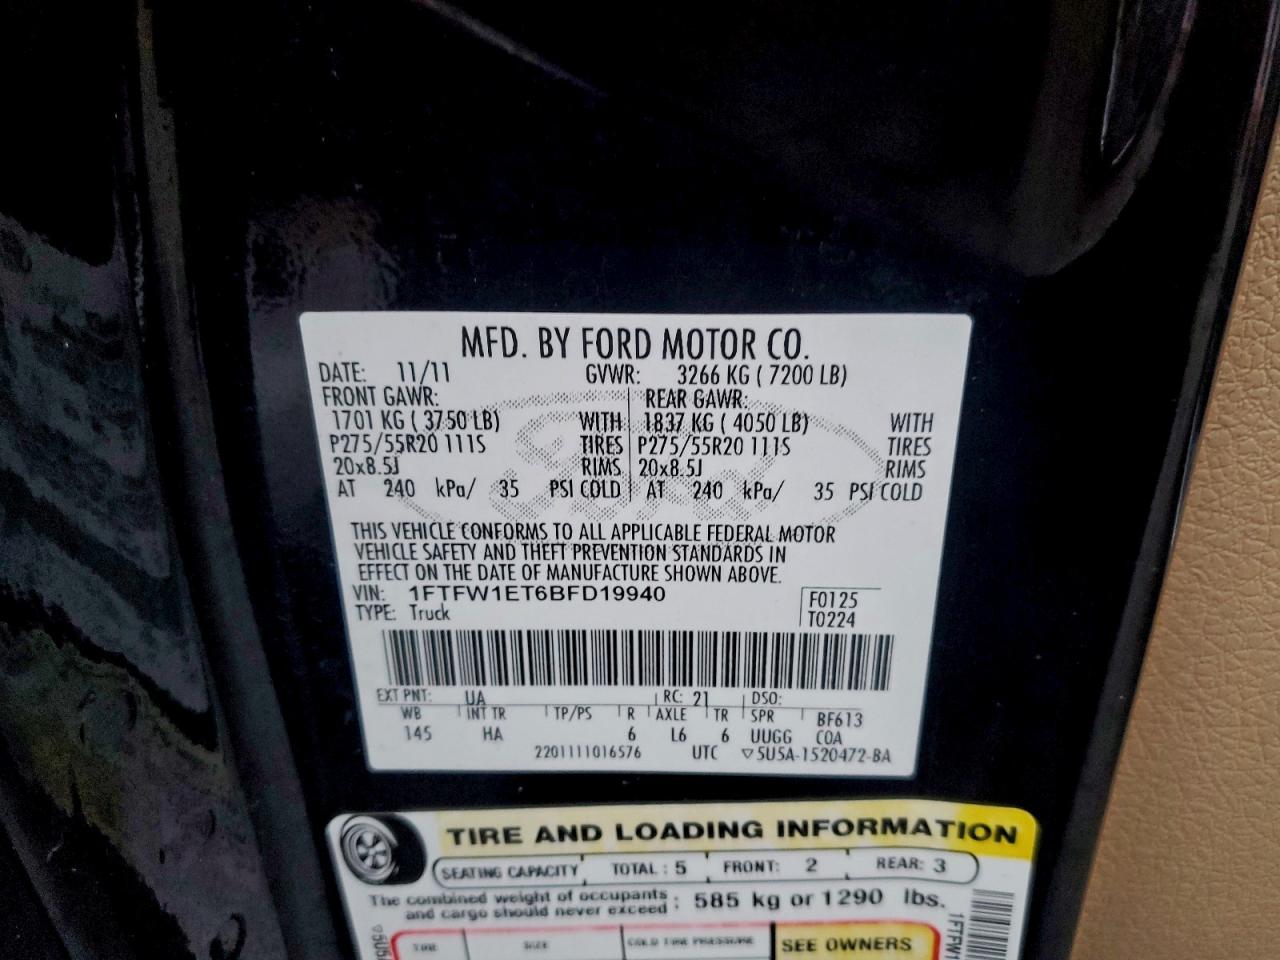 MFD. BY FORD MOTOR CO.
DATE: 11/11 GVWR: 3266 KG ( 7200 LB)
FRONT GAWR: REAR GAWR:
1701 KG ( 3750 LB) WITH 1837 KG ( 4050 LB) WITH
P275/55R20 111S TIRES P275/55R20 111S TIRES
20x8.5J RIMS 20x8.5J RIMS
AT 240 kPa/ 35 PSI COLD AT 240 kPa/ 35 PSI COLD
THIS VEHICLE CONFORMS TO ALL APPLICABLE FEDERAL MOTOR
VEHICLE SAFETY AND THEFT PREVENTION STANDARDS IN
EFFECT ON THE DATE OF MANUFACTURE SHOWN ABOVE.
VIN: 1FTFW1ET6BFD19940 F0125
TYPE: Truck T0224
EXT PNT: UA RC: 21 DSO:
WB INT TR TP/PS R AXLE TR SPR BF613
145 HA 6 L6 6 UUGG COA
2201111016576 UTC ▽5U5A-1520472-BA
TIRE AND LOADING INFORMATION
SEATING CAPACITY TOTAL : 5 FRONT: 2 REAR: 3
The combined weight of occupants
and cargo should never exceed : 585 kg or 1290 lbs.
TIRE SIZE COLD TIRE PRESSURE SEE OWNERS
1FTFW1